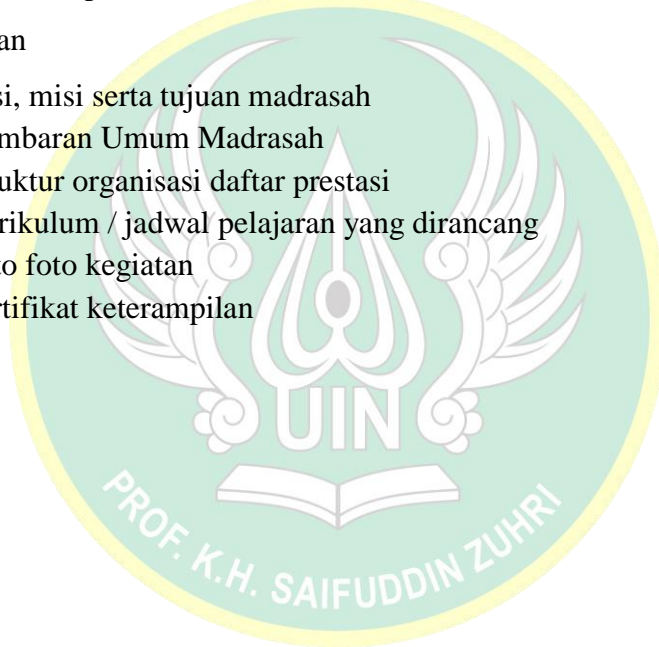 an
si, misi serta tujuan madrasah
mbaran Umum Madrasah
uktur organisasi daftar prestasi
rikulum / jadwal pelajaran yang dirancang
to foto kegiatan
rtifikat keterampilan
UIN
PROF. K.H. SAIFUDDIN ZUHRI